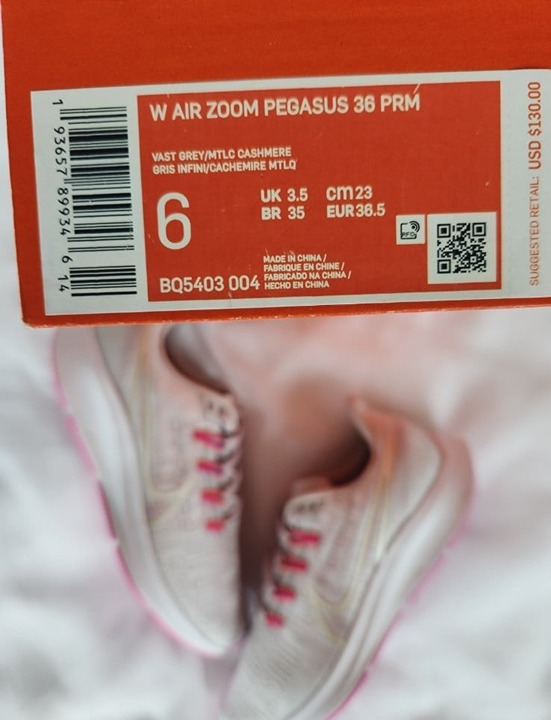 W AIR ZOOM PEGASUS 36 PRM
VAST GREY/MTLC CASHMERE
GRIS INFINI/CACHEMIRE MTLQ
6
UK 3.5 cm 23
BR 35 EUR 36.5
MADE IN CHINA /
FABRIQUE EN CHINE /
FABRICADO NA CHINA /
HECHO EN CHINA
BQ5403 004
1 93657 89934 6 14
SUGGESTED RETAIL: USD $130.00